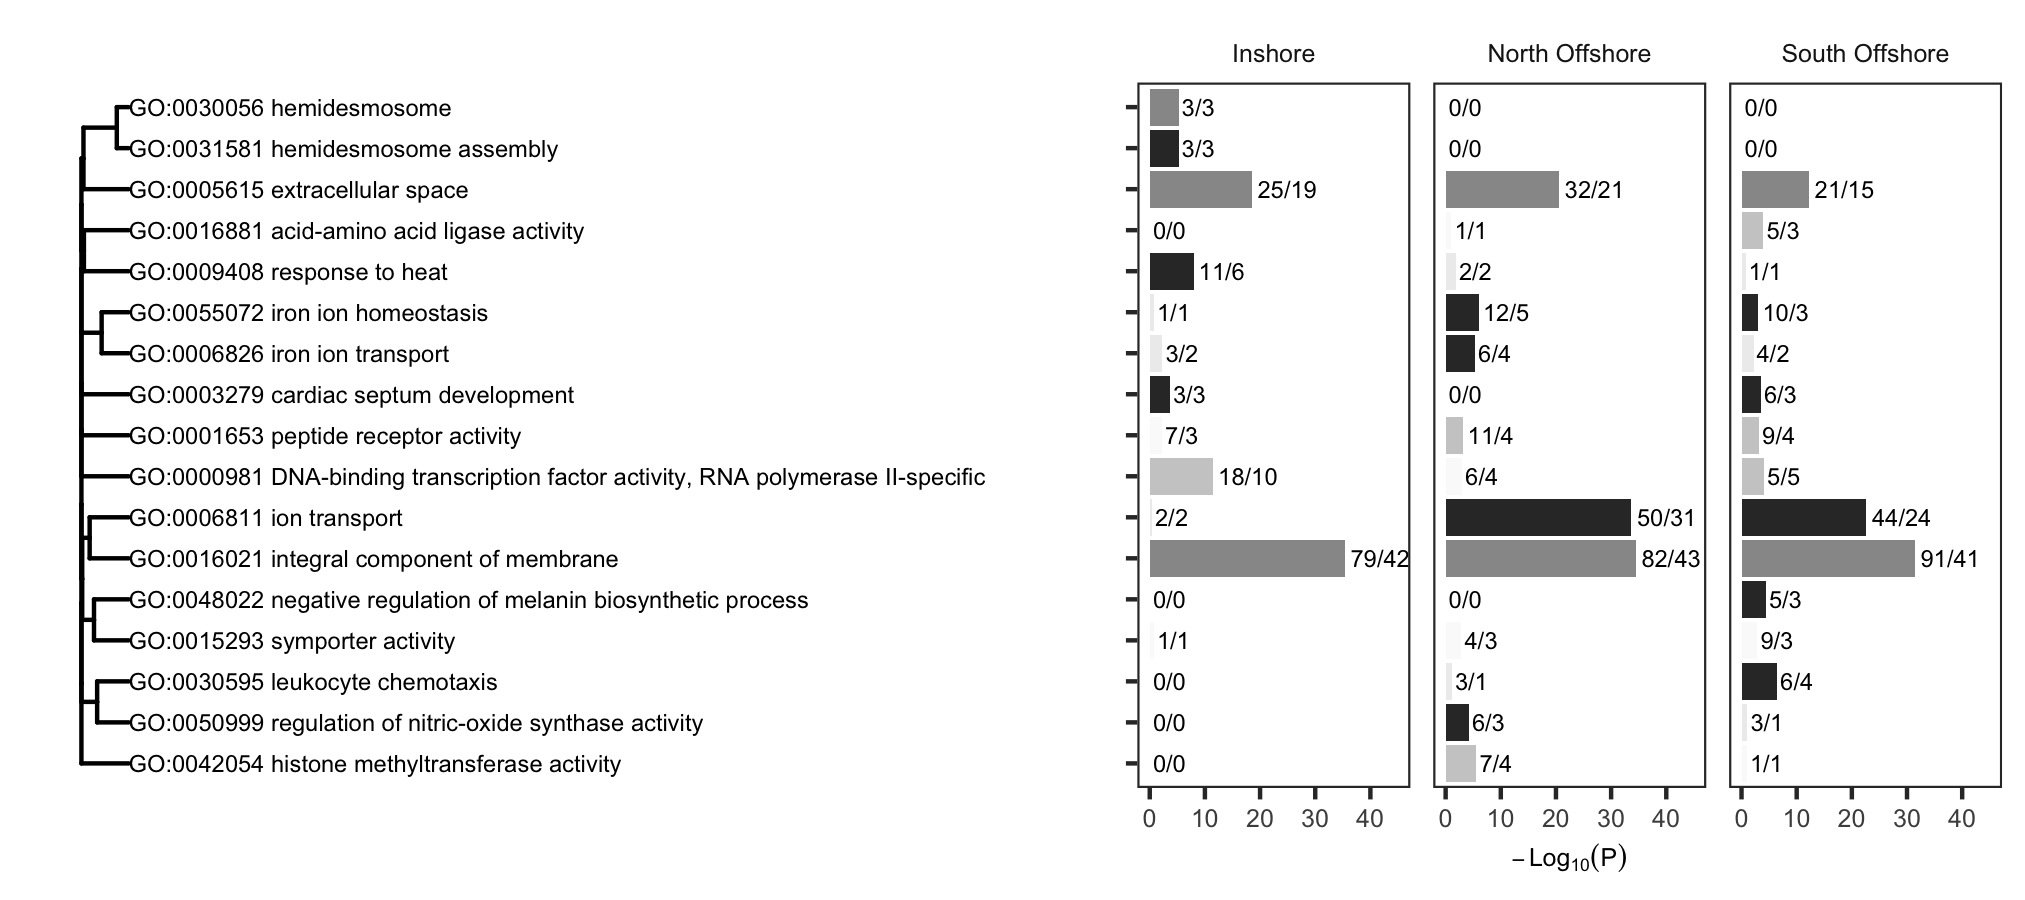 Inshore North Offshore South Offshore
GO:0030056 hemidesmosome 3/3 0/0 0/0
GO:0031581 hemidesmosome assembly 3/3 0/0 0/0
GO:0005615 extracellular space 25/19 32/21 21/15
GO:0016881 acid-amino acid ligase activity 0/0 1/1 5/3
GO:0009408 response to heat 11/6 2/2 1/1
GO:0055072 iron ion homeostasis 1/1 12/5 10/3
GO:0006826 iron ion transport 3/2 6/4 4/2
GO:0003279 cardiac septum development 3/3 0/0 6/3
GO:0001653 peptide receptor activity 7/3 11/4 9/4
GO:0000981 DNA-binding transcription factor activity, RNA polymerase II-specific 18/10 6/4 5/5
GO:0006811 ion transport 2/2 50/31 44/24
GO:0016021 integral component of membrane 79/42 82/43 91/41
GO:0048022 negative regulation of melanin biosynthetic process 0/0 0/0 5/3
GO:0015293 symporter activity 1/1 4/3 9/3
GO:0030595 leukocyte chemotaxis 0/0 3/1 6/4
GO:0050999 regulation of nitric-oxide synthase activity 0/0 6/3 3/1
GO:0042054 histone methyltransferase activity 0/0 7/4 1/1
0 10 20 30 40 0 10 20 30 40 0 10 20 30 40
−Log₁₀(P)